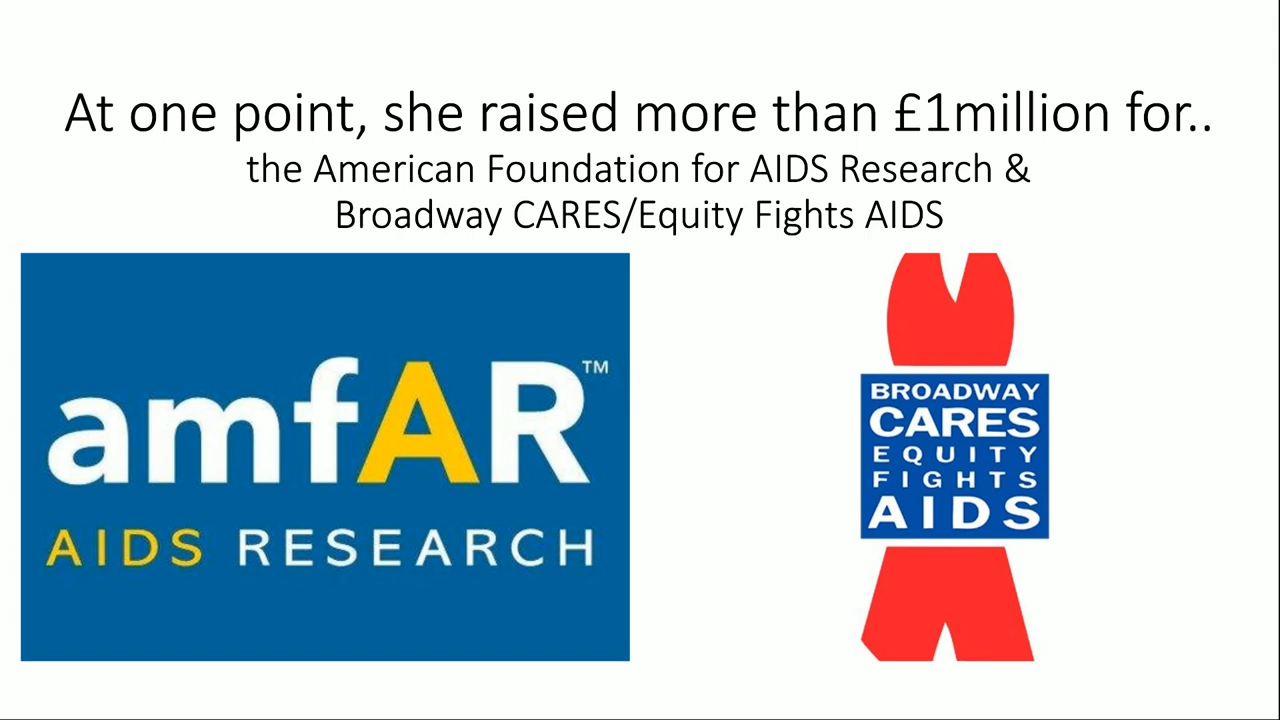 At one point, she raised more than £1million for..
the American Foundation for AIDS Research &
Broadway CARES/Equity Fights AIDS
amfAR™
AIDS RESEARCH
BROADWAY
CARES
EQUITY
FIGHTS
AIDS